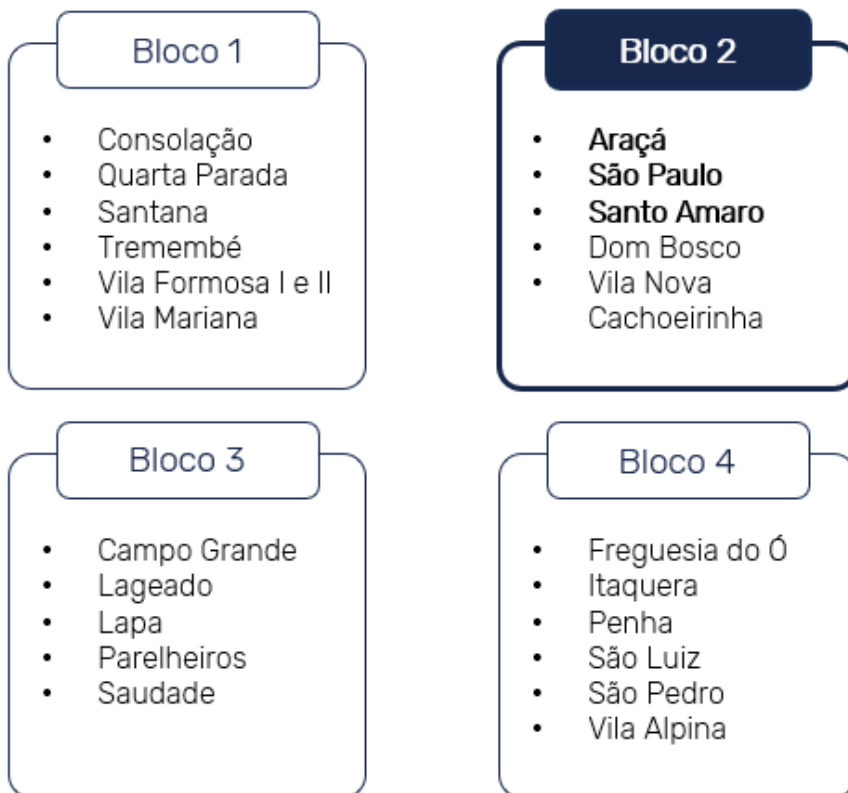 Bloco 1
• Consolação
• Quarta Parada
• Santana
• Tremembé
• Vila Formosa I e II
• Vila Mariana
Bloco 2
• Araçá
• São Paulo
• Santo Amaro
• Dom Bosco
• Vila Nova
Cachoeirinha
Bloco 3
• Campo Grande
• Lageado
• Lapa
• Parelheiros
• Saudade
Bloco 4
• Freguesia do Ó
• Itaquera
• Penha
• São Luiz
• São Pedro
• Vila Alpina